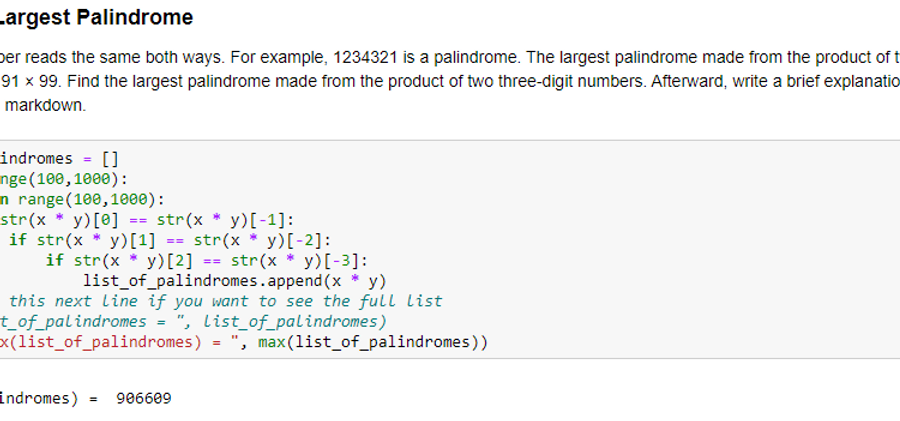 Largest Palindrome
ber reads the same both ways. For example, 1234321 is a palindrome. The largest palindrome made from the product of t
91 × 99. Find the largest palindrome made from the product of two three-digit numbers. Afterward, write a brief explanatio
markdown.
indromes = []
nge(100,1000):
n range(100,1000):
str(x * y)[0] == str(x * y)[-1]:
if str(x * y)[1] == str(x * y)[-2]:
if str(x * y)[2] == str(x * y)[-3]:
list_of_palindromes.append(x * y)
this next line if you want to see the full list
t_of_palindromes = ", list_of_palindromes)
x(list_of_palindromes) = ", max(list_of_palindromes))
indromes) = 906609